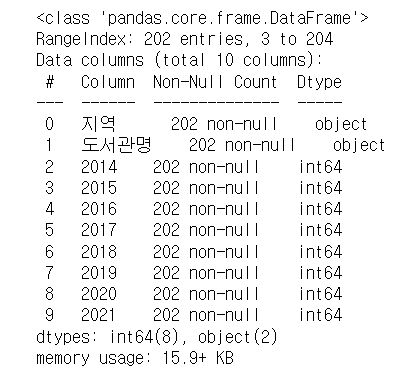 <class 'pandas.core.frame.DataFrame'>
RangeIndex: 202 entries, 3 to 204
Data columns (total 10 columns):
 #   Column  Non-Null Count  Dtype
---  ------  --------------  -----
 0   지역      202 non-null    object
 1   도서관명    202 non-null    object
 2   2014    202 non-null    int64
 3   2015    202 non-null    int64
 4   2016    202 non-null    int64
 5   2017    202 non-null    int64
 6   2018    202 non-null    int64
 7   2019    202 non-null    int64
 8   2020    202 non-null    int64
 9   2021    202 non-null    int64
dtypes: int64(8), object(2)
memory usage: 15.9+ KB